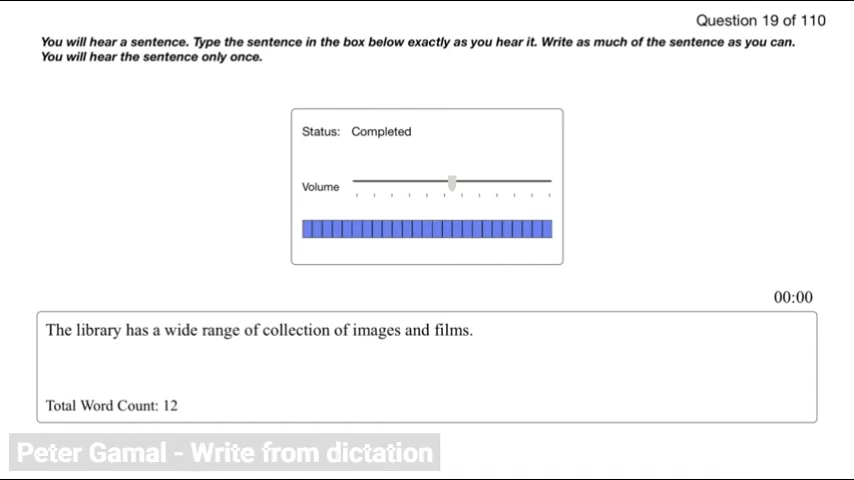 Question 19 of 110
You will hear a sentence. Type the sentence in the box below exactly as you hear it. Write as much of the sentence as you can.
You will hear the sentence only once.
Status: Completed
Volume
00:00
The library has a wide range of collection of images and films.
Total Word Count: 12
Peter Gamal - Write from dictation